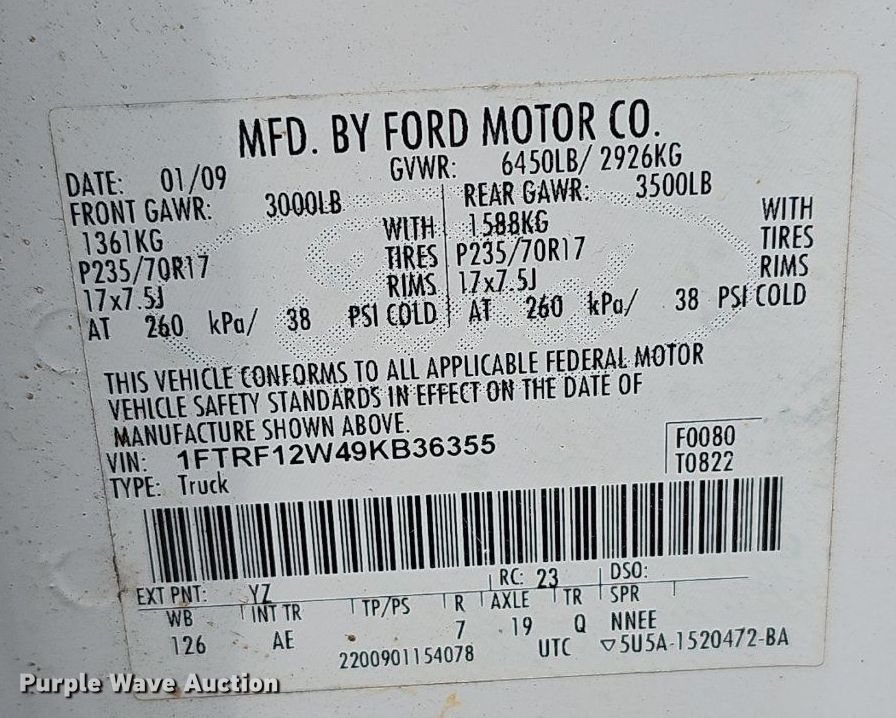 MFD. BY FORD MOTOR CO.
DATE: 01/09 GVWR: 6450LB/ 2926KG
FRONT GAWR: 3000LB REAR GAWR: 3500LB
1361KG WITH 1588KG WITH
P235/70R17 TIRES P235/70R17 TIRES
17x7.5J RIMS 17x7.5J RIMS
AT 260 kPa/ 38 PSI COLD AT 260 kPa/ 38 PSI COLD
THIS VEHICLE CONFORMS TO ALL APPLICABLE FEDERAL MOTOR
VEHICLE SAFETY STANDARDS IN EFFECT ON THE DATE OF
MANUFACTURE SHOWN ABOVE.
VIN: 1FTRF12W49KB36355 F0080
TYPE: Truck T0822
EXT PNT: YZ RC: 23 DSO:
WB INT TR TP/PS R AXLE TR SPR
126 AE 7 19 Q NNEE
2200901154078 UTC ▽5U5A-1520472-BA
Purple Wave Auction